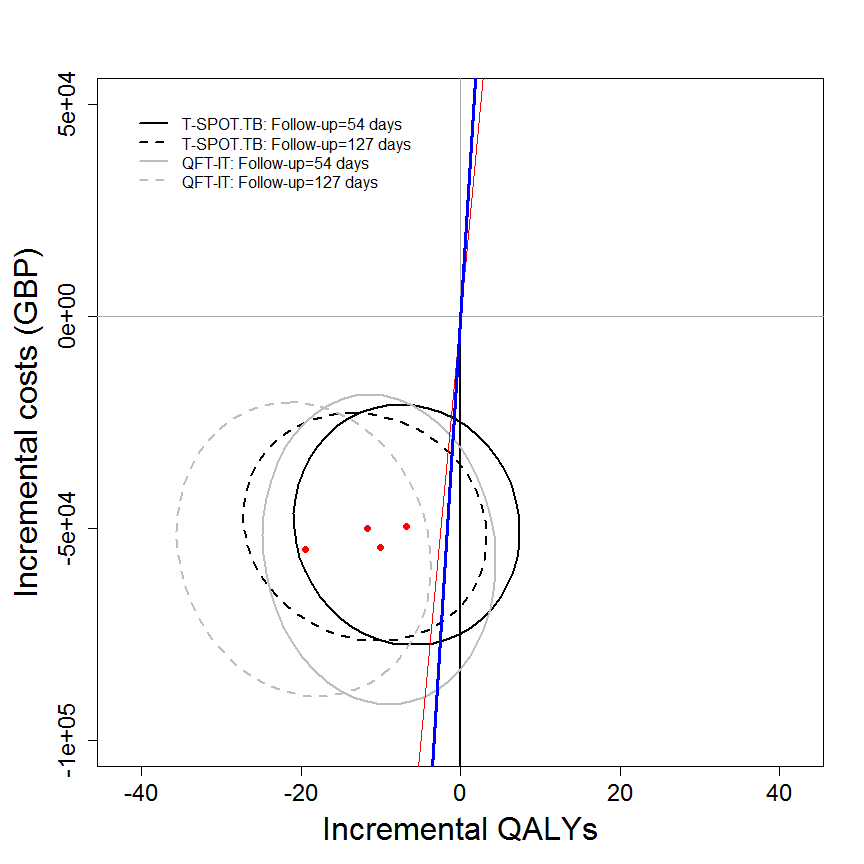 T-SPOT.TB: Follow-up=54 days
T-SPOT.TB: Follow-up=127 days
QFT-IT: Follow-up=54 days
QFT-IT: Follow-up=127 days
Incremental costs (GBP)
5e+04
0e+00
-5e+04
-1e+05
-40 -20 0 20 40
Incremental QALYs